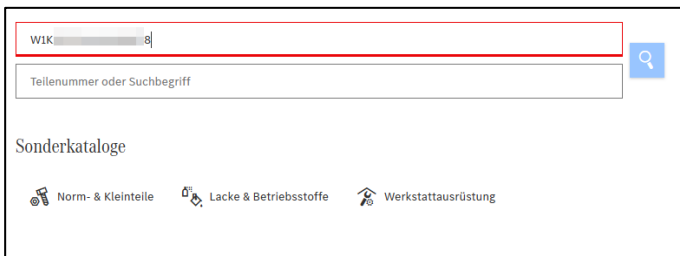 W1K 8
Teilenummer oder Suchbegriff
Sonderkataloge
Norm- & Kleinteile Lacke & Betriebsstoffe Werkstattausrüstung